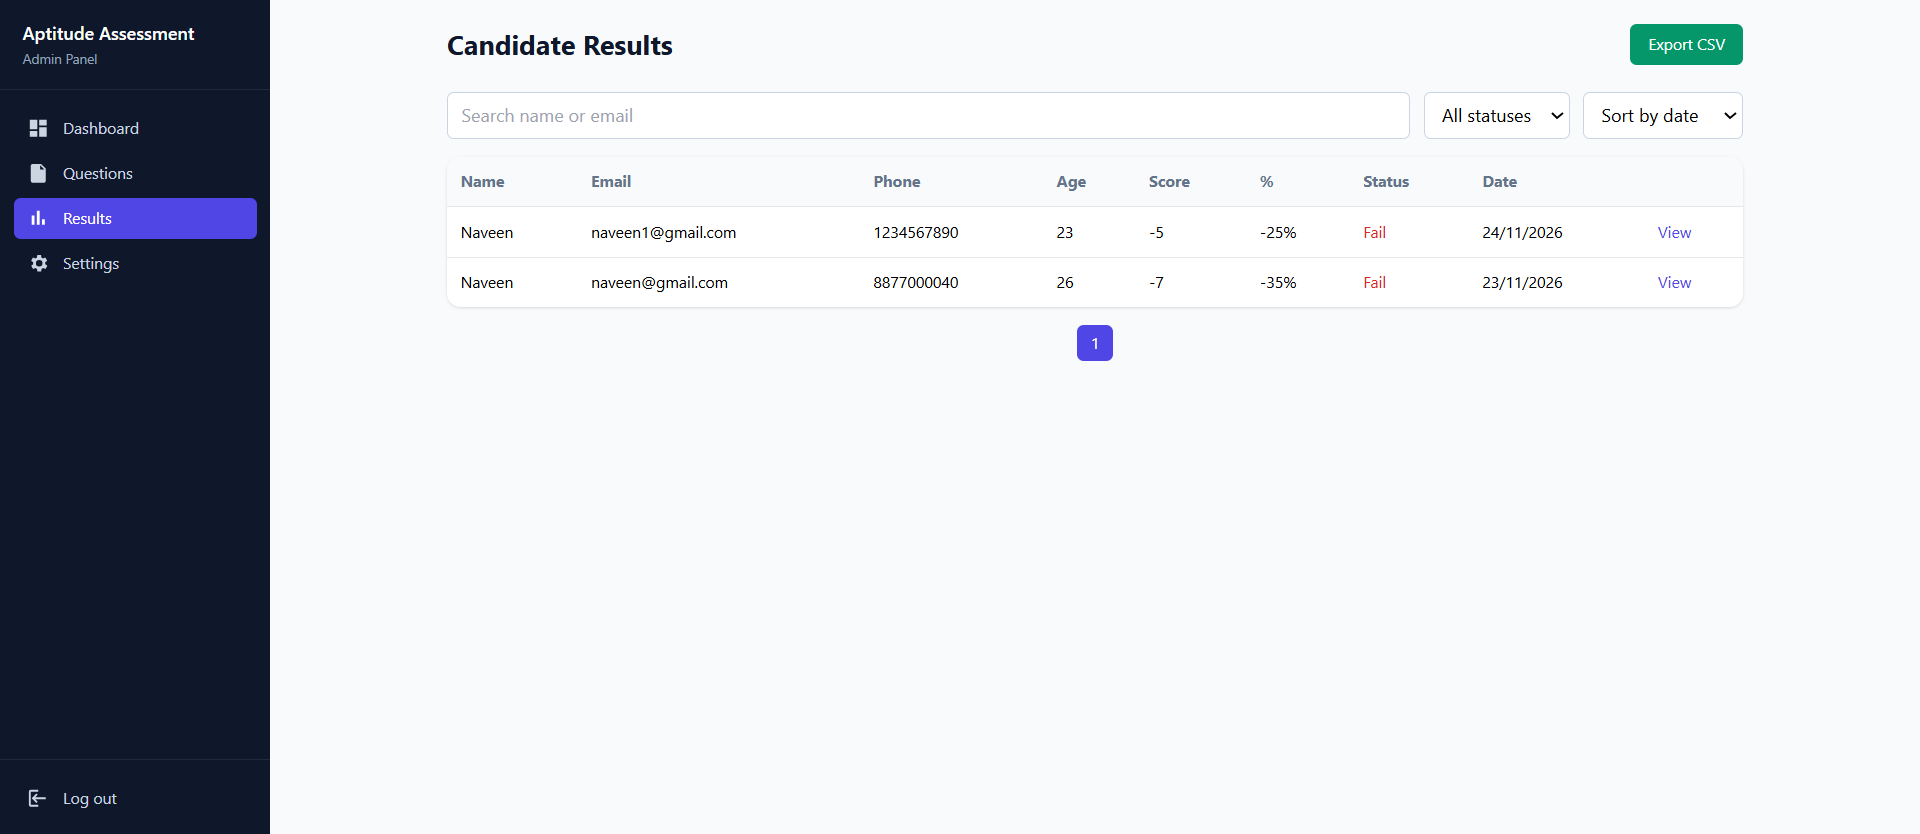 Aptitude Assessment
Admin Panel
Dashboard
Questions
Results
Settings
Log out
Candidate Results
Export CSV
Search name or email
All statuses
Sort by date
Name Email Phone Age Score % Status Date
Naveen naveen1@gmail.com 1234567890 23 -5 -25% Fail 24/11/2026 View
Naveen naveen@gmail.com 8877000040 26 -7 -35% Fail 23/11/2026 View
1